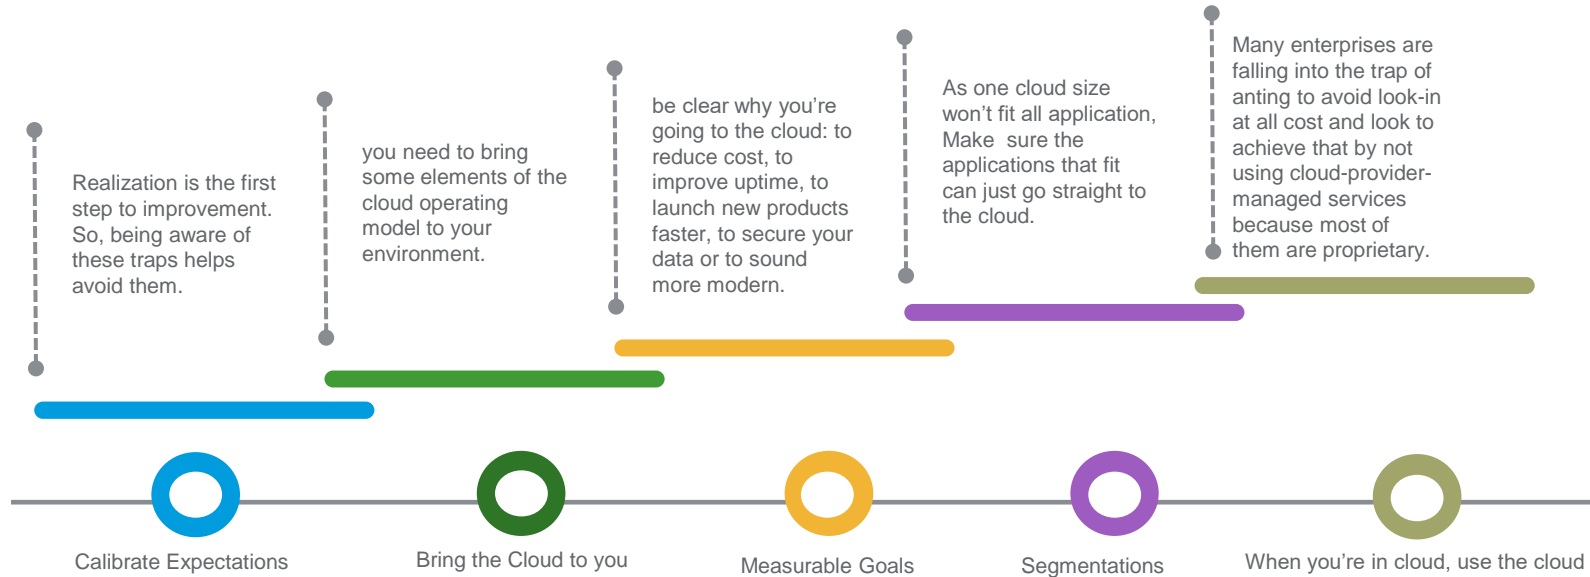 Realization is the first
step to improvement.
So, being aware of
these traps helps
avoid them.
you need to bring
some elements of the
cloud operating
model to your
environment.
be clear why you're
going to the cloud: to
reduce cost, to
improve uptime, to
launch new products
faster, to secure your
data or to sound
more modern.
As one cloud size
won't fit all application,
Make  sure the
applications that fit
can just go straight to
the cloud.
Many enterprises are
falling into the trap of
anting to avoid look-in
at all cost and look to
achieve that by not
using cloud-provider-
managed services
because most of
them are proprietary.
Calibrate Expectations
Bring the Cloud to you
Measurable Goals
Segmentations
When you're in cloud, use the cloud